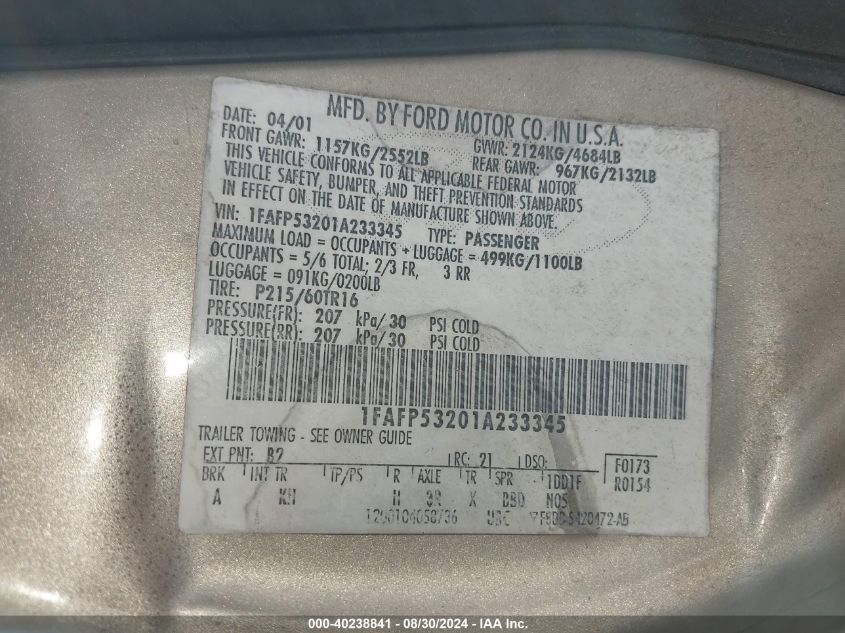 MFD. BY FORD MOTOR CO. IN U.S.A.
DATE: 04/01 GVWR: 2124KG/4684LB
FRONT GAWR: 1157KG/2552LB REAR GAWR: 967KG/2132LB
THIS VEHICLE CONFORMS TO ALL APPLICABLE FEDERAL MOTOR
VEHICLE SAFETY, BUMPER, AND THEFT PREVENTION STANDARDS
IN EFFECT ON THE DATE OF MANUFACTURE SHOWN ABOVE.
VIN: 1FAFP53201A233345 TYPE: PASSENGER
MAXIMUM LOAD = OCCUPANTS + LUGGAGE = 499KG/1100LB
OCCUPANTS = 5/6 TOTAL; 2/3 FR, 3 RR
LUGGAGE = 091KG/0200LB
TIRE: P215/60TR16
PRESSURE(FR): 207 kPa/30 PSI COLD
PRESSURE(RR): 207 kPa/30 PSI COLD
1FAFP53201A233345
TRAILER TOWING - SEE OWNER GUIDE
EXT PNT: B2 RC: 21 DSO: F0173
BRK INT TR TP/PS R AXLE TR SPR 1DD1F R0154
A KH H 3R X BBD NO5
UBC
000-40238841 - 08/30/2024 - IAA Inc.